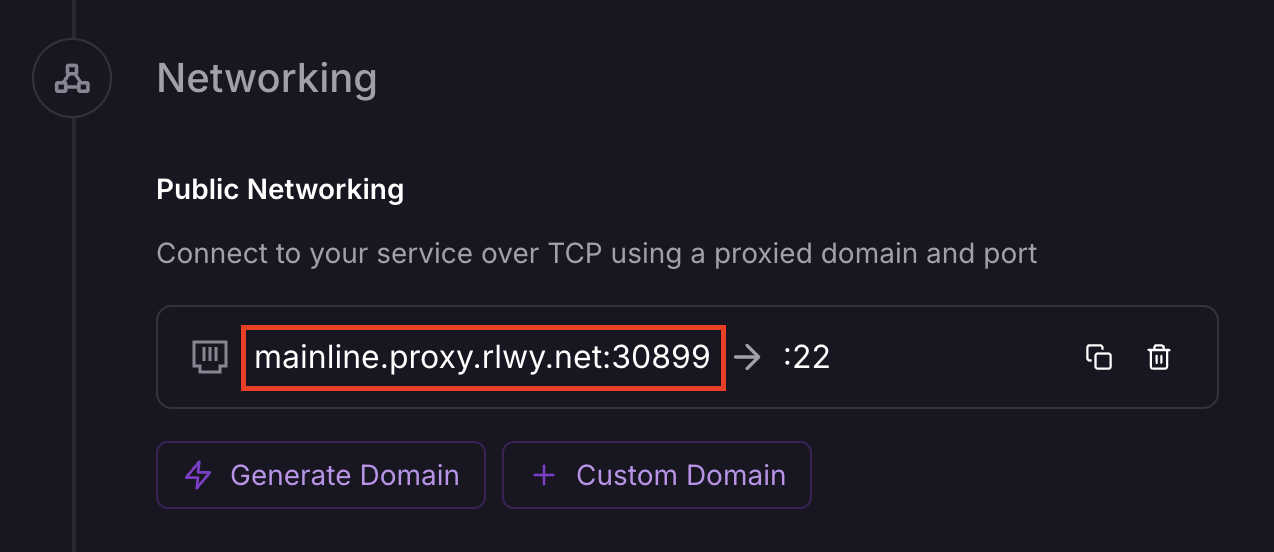 Networking
Public Networking
Connect to your service over TCP using a proxied domain and port
mainline.proxy.rlwy.net:30899 → :22
Generate Domain + Custom Domain